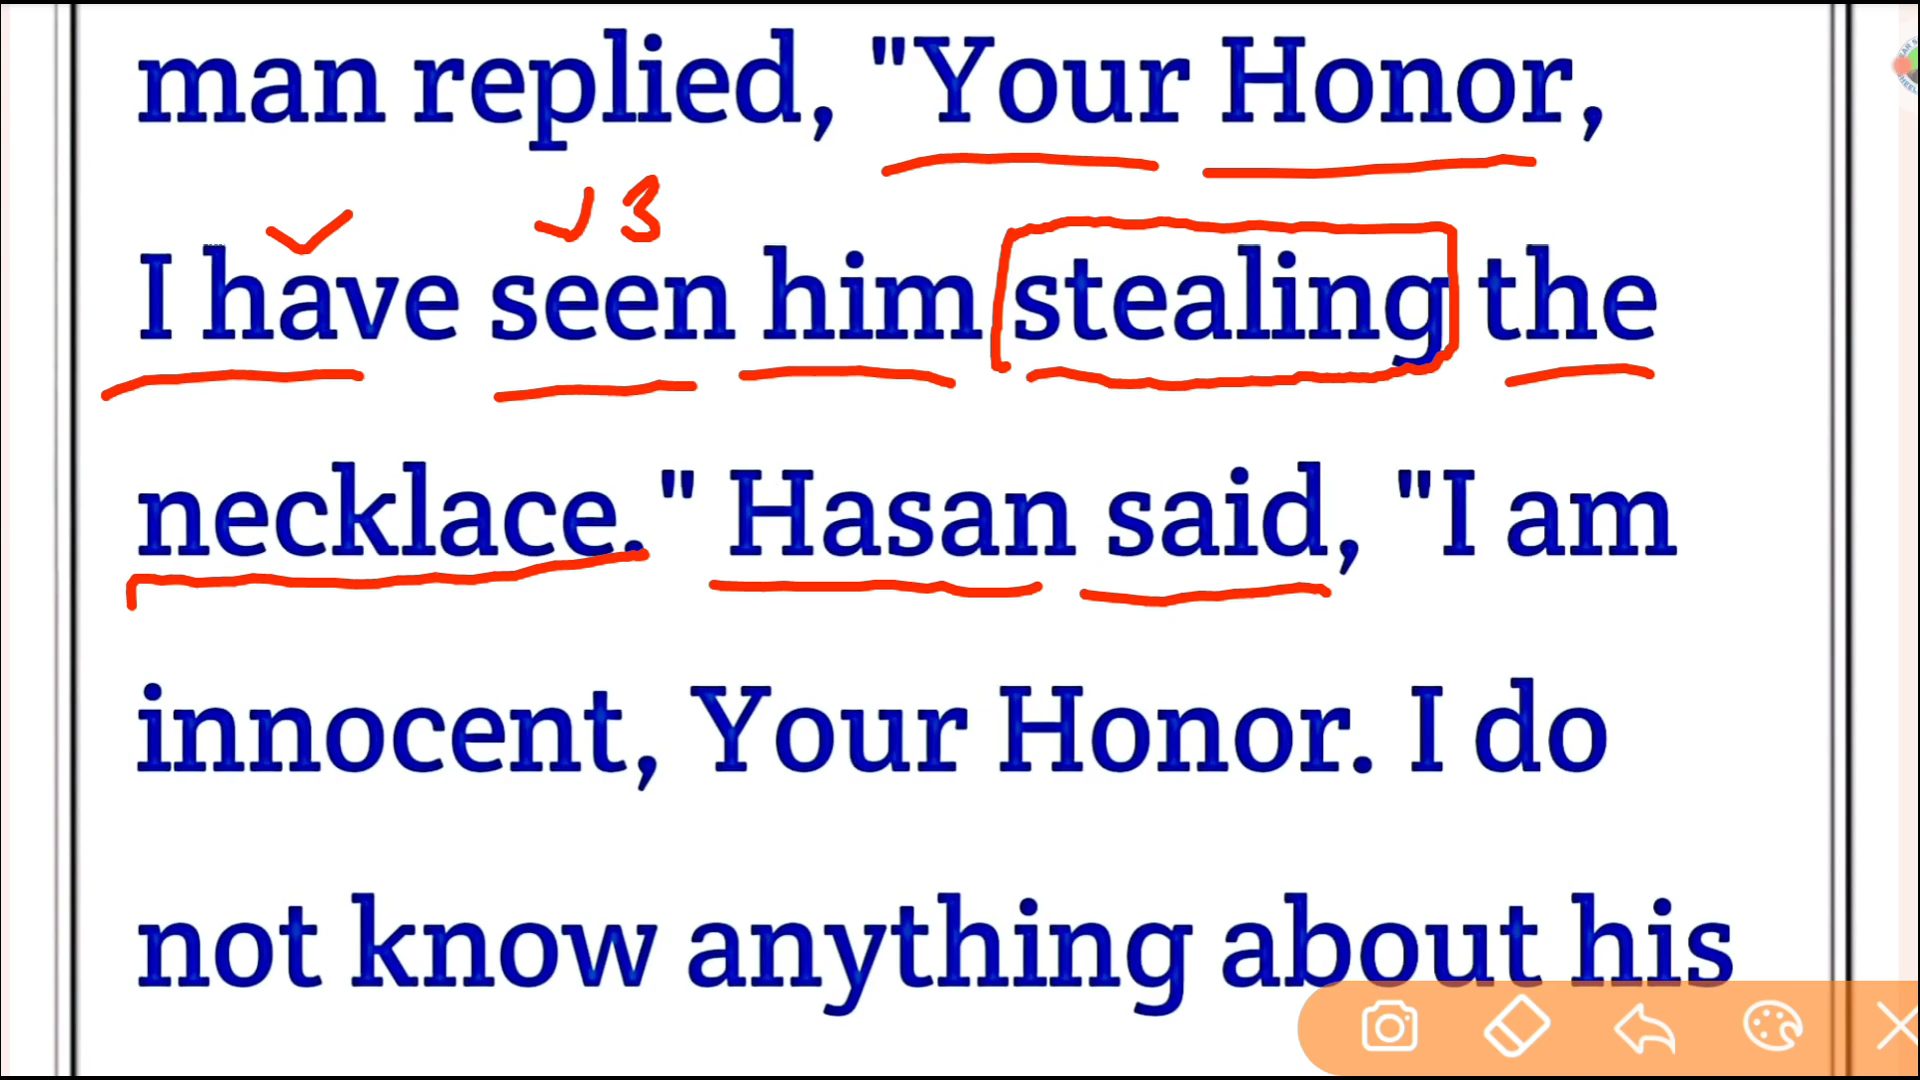 man replied, "Your Honor,
3
I have seen him stealing the
necklace." Hasan said, "I am
innocent, Your Honor. I do
not know anything about his